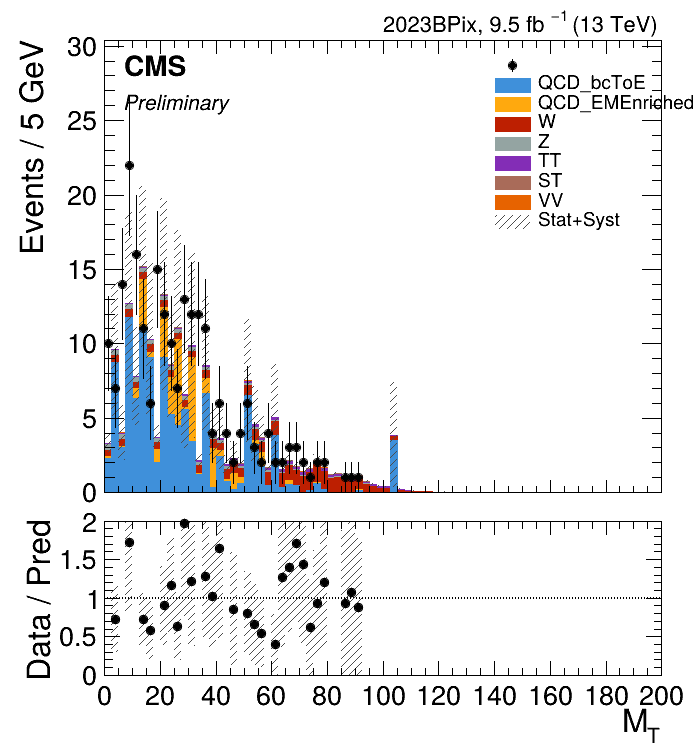 2023BPix, 9.5 fb⁻¹ (13 TeV)
CMS
Preliminary
QCD_bcToE
QCD_EMEnriched
W
Z
TT
ST
VV
Stat+Syst
Events / 5 GeV
30
25
20
15
10
5
0
Data / Pred
2
1.5
1
0.5
0
0 20 40 60 80 100 120 140 160 180 200
M_T